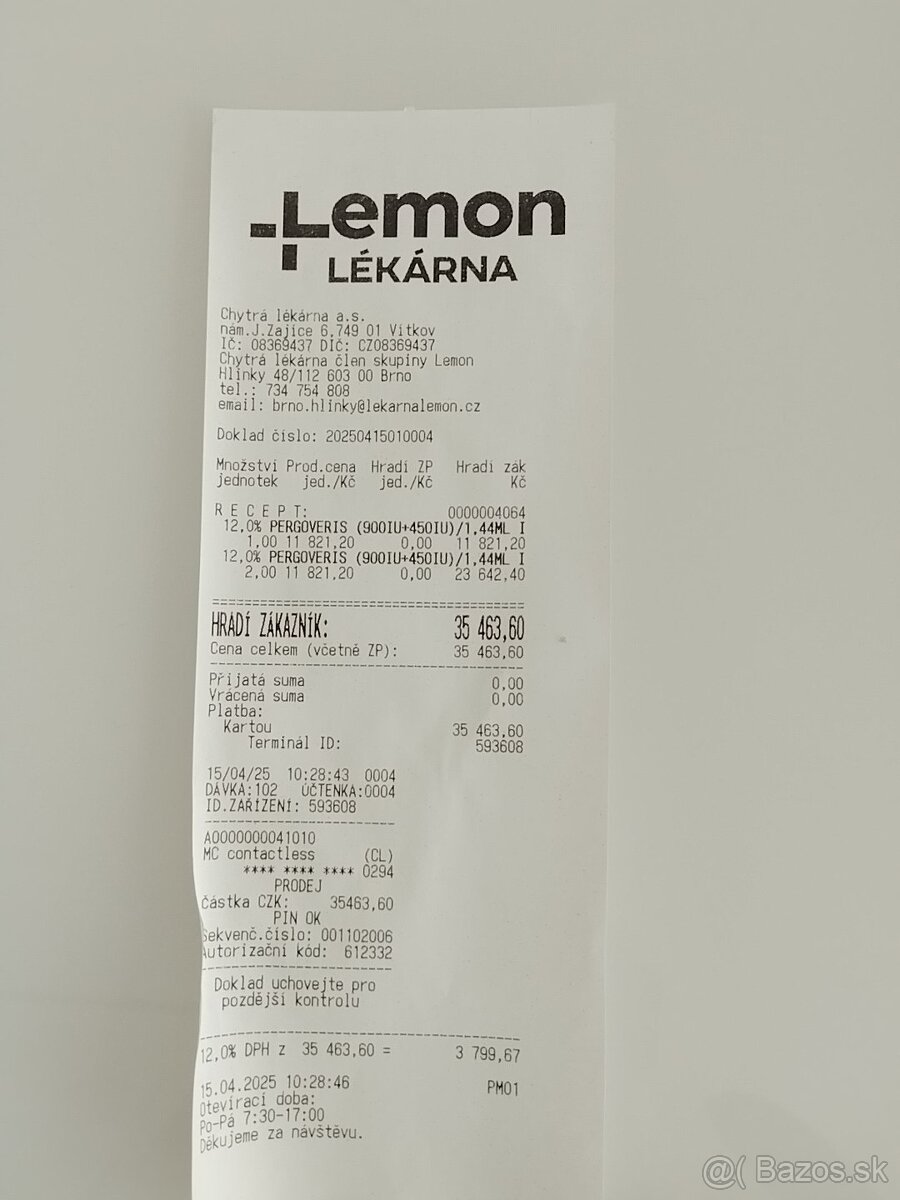 Lemon
LÉKÁRNA
Chytrá lékárna a.s.
nám.J.Zajíce 6,749 01 Vítkov
IČ: 08369437 DIČ: CZ08369437
Chytrá lékárna člen skupiny Lemon
Hlinky 48/112 603 00 Brno
tel.: 734 754 808
email: brno.hlinky@lekarnalemon.cz
Doklad číslo: 20250415010004
Množství Prod.cena Hradí ZP Hradí zák
jednotek jed./Kč jed./Kč Kč
R E C E P T: 0000004064
12,0% PERGOVERIS (900IU+450IU)/1,44ML I
1,00 11 821,20 0,00 11 821,20
12,0% PERGOVERIS (900IU+450IU)/1,44ML I
2,00 11 821,20 0,00 23 642,40
HRADÍ ZÁKAZNÍK: 35 463,60
Cena celkem (včetně ZP): 35 463,60
Přijatá suma 0,00
Vrácená suma 0,00
Platba:
Kartou 35 463,60
Terminál ID: 593608
15/04/25 10:28:43 0004
DÁVKA:102 ÚČTENKA:0004
ID.ZAŘÍZENÍ: 593608
A0000000041010
MC contactless (CL)
**** **** **** 0294
PRODEJ
Částka CZK: 35463,60
PIN OK
Sekvenč.číslo: 001102006
Autorizační kód: 612332
Doklad uchovejte pro
pozdější kontrolu
12,0% DPH z 35 463,60 = 3 799,67
15.04.2025 10:28:46 PM01
Otevírací doba:
Po-Pá 7:30-17:00
Děkujeme za návštěvu.
@( Bazos.sk